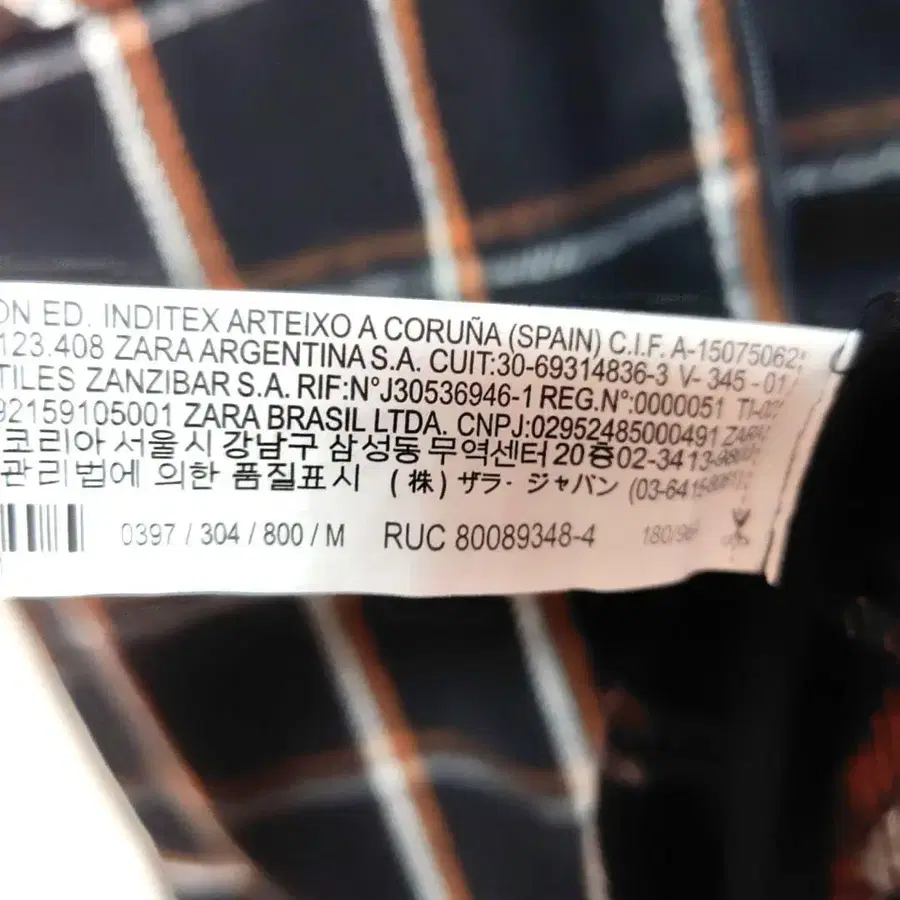 ON ED. INDITEX ARTEIXO A CORUÑA (SPAIN) C.I.F. A-15075062
123.408 ZARA ARGENTINA S.A. CUIT:30-69314836-3 V- 345 - 01
TILES ZANZIBAR S.A. RIF:N°J30536946-1 REG.N°:0000051
92159105001 ZARA BRASIL LTDA. CNPJ:02952485000491 ZARA
코리아 서울시 강남구 삼성동 무역센터 20층 02-3413-
관리법에 의한 품질표시 (株) ザラ・ジャパン
0397 / 304 / 800 / M RUC 80089348-4